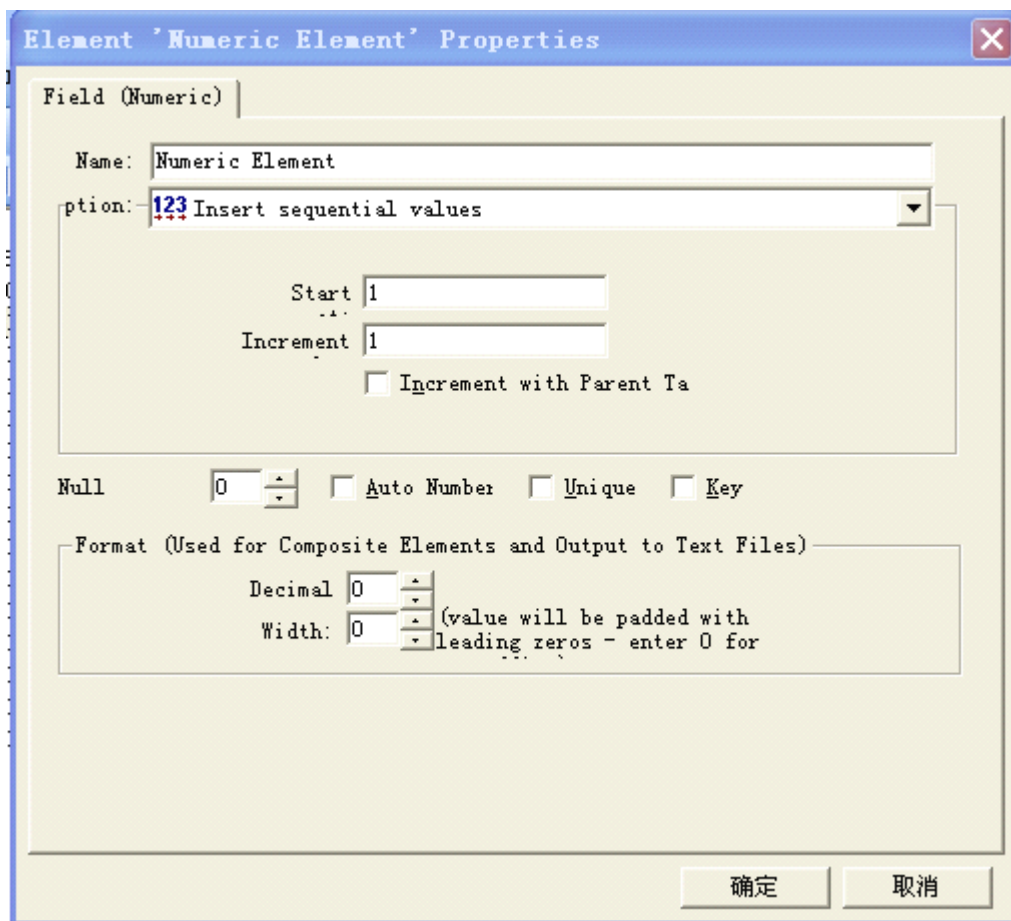 Element 'Numeric Element' Properties
Field (Numeric)
Name: Numeric Element
ption: 123 Insert sequential values
Start 1
Increment 1
Increment with Parent Ta
Null 0 Auto Number Unique Key
Format (Used for Composite Elements and Output to Text Files)
Decimal 0
Width: 0 (value will be padded with
leading zeros - enter 0 for
确定 取消